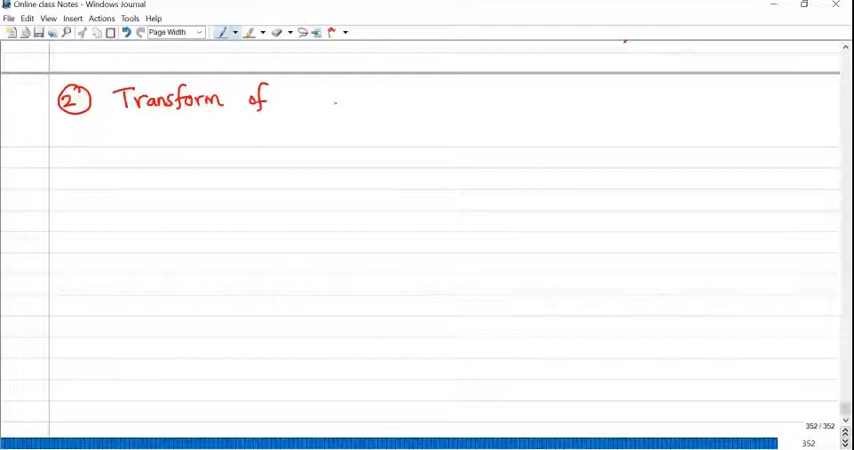 Online class Notes - Windows Journal
File Edit View Insert Actions Tools Help
Page Width
② Transform of
352 / 352
352